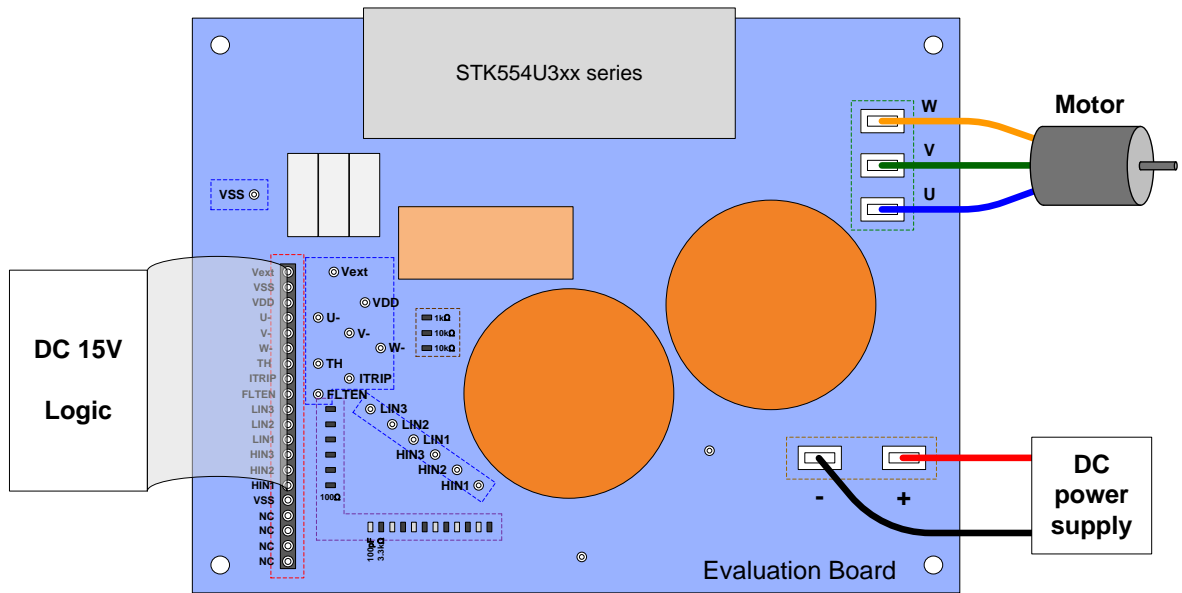 STK554U3xx series
W
Motor
V
U
VSS
Vext
VSS
VDD
U-
V-
W-
TH
ITRIP
FLTEN
LIN3
LIN2
LIN1
HIN3
HIN2
HIN1
VSS
NC
NC
NC
NC
Vext
VDD
U-
V-
W-
TH
ITRIP
FLTEN
1kΩ
10kΩ
10kΩ
LIN3
LIN2
LIN1
HIN3
HIN2
HIN1
100Ω
100pF
3.3kΩ
DC 15V
Logic
- +
DC
power
supply
Evaluation Board